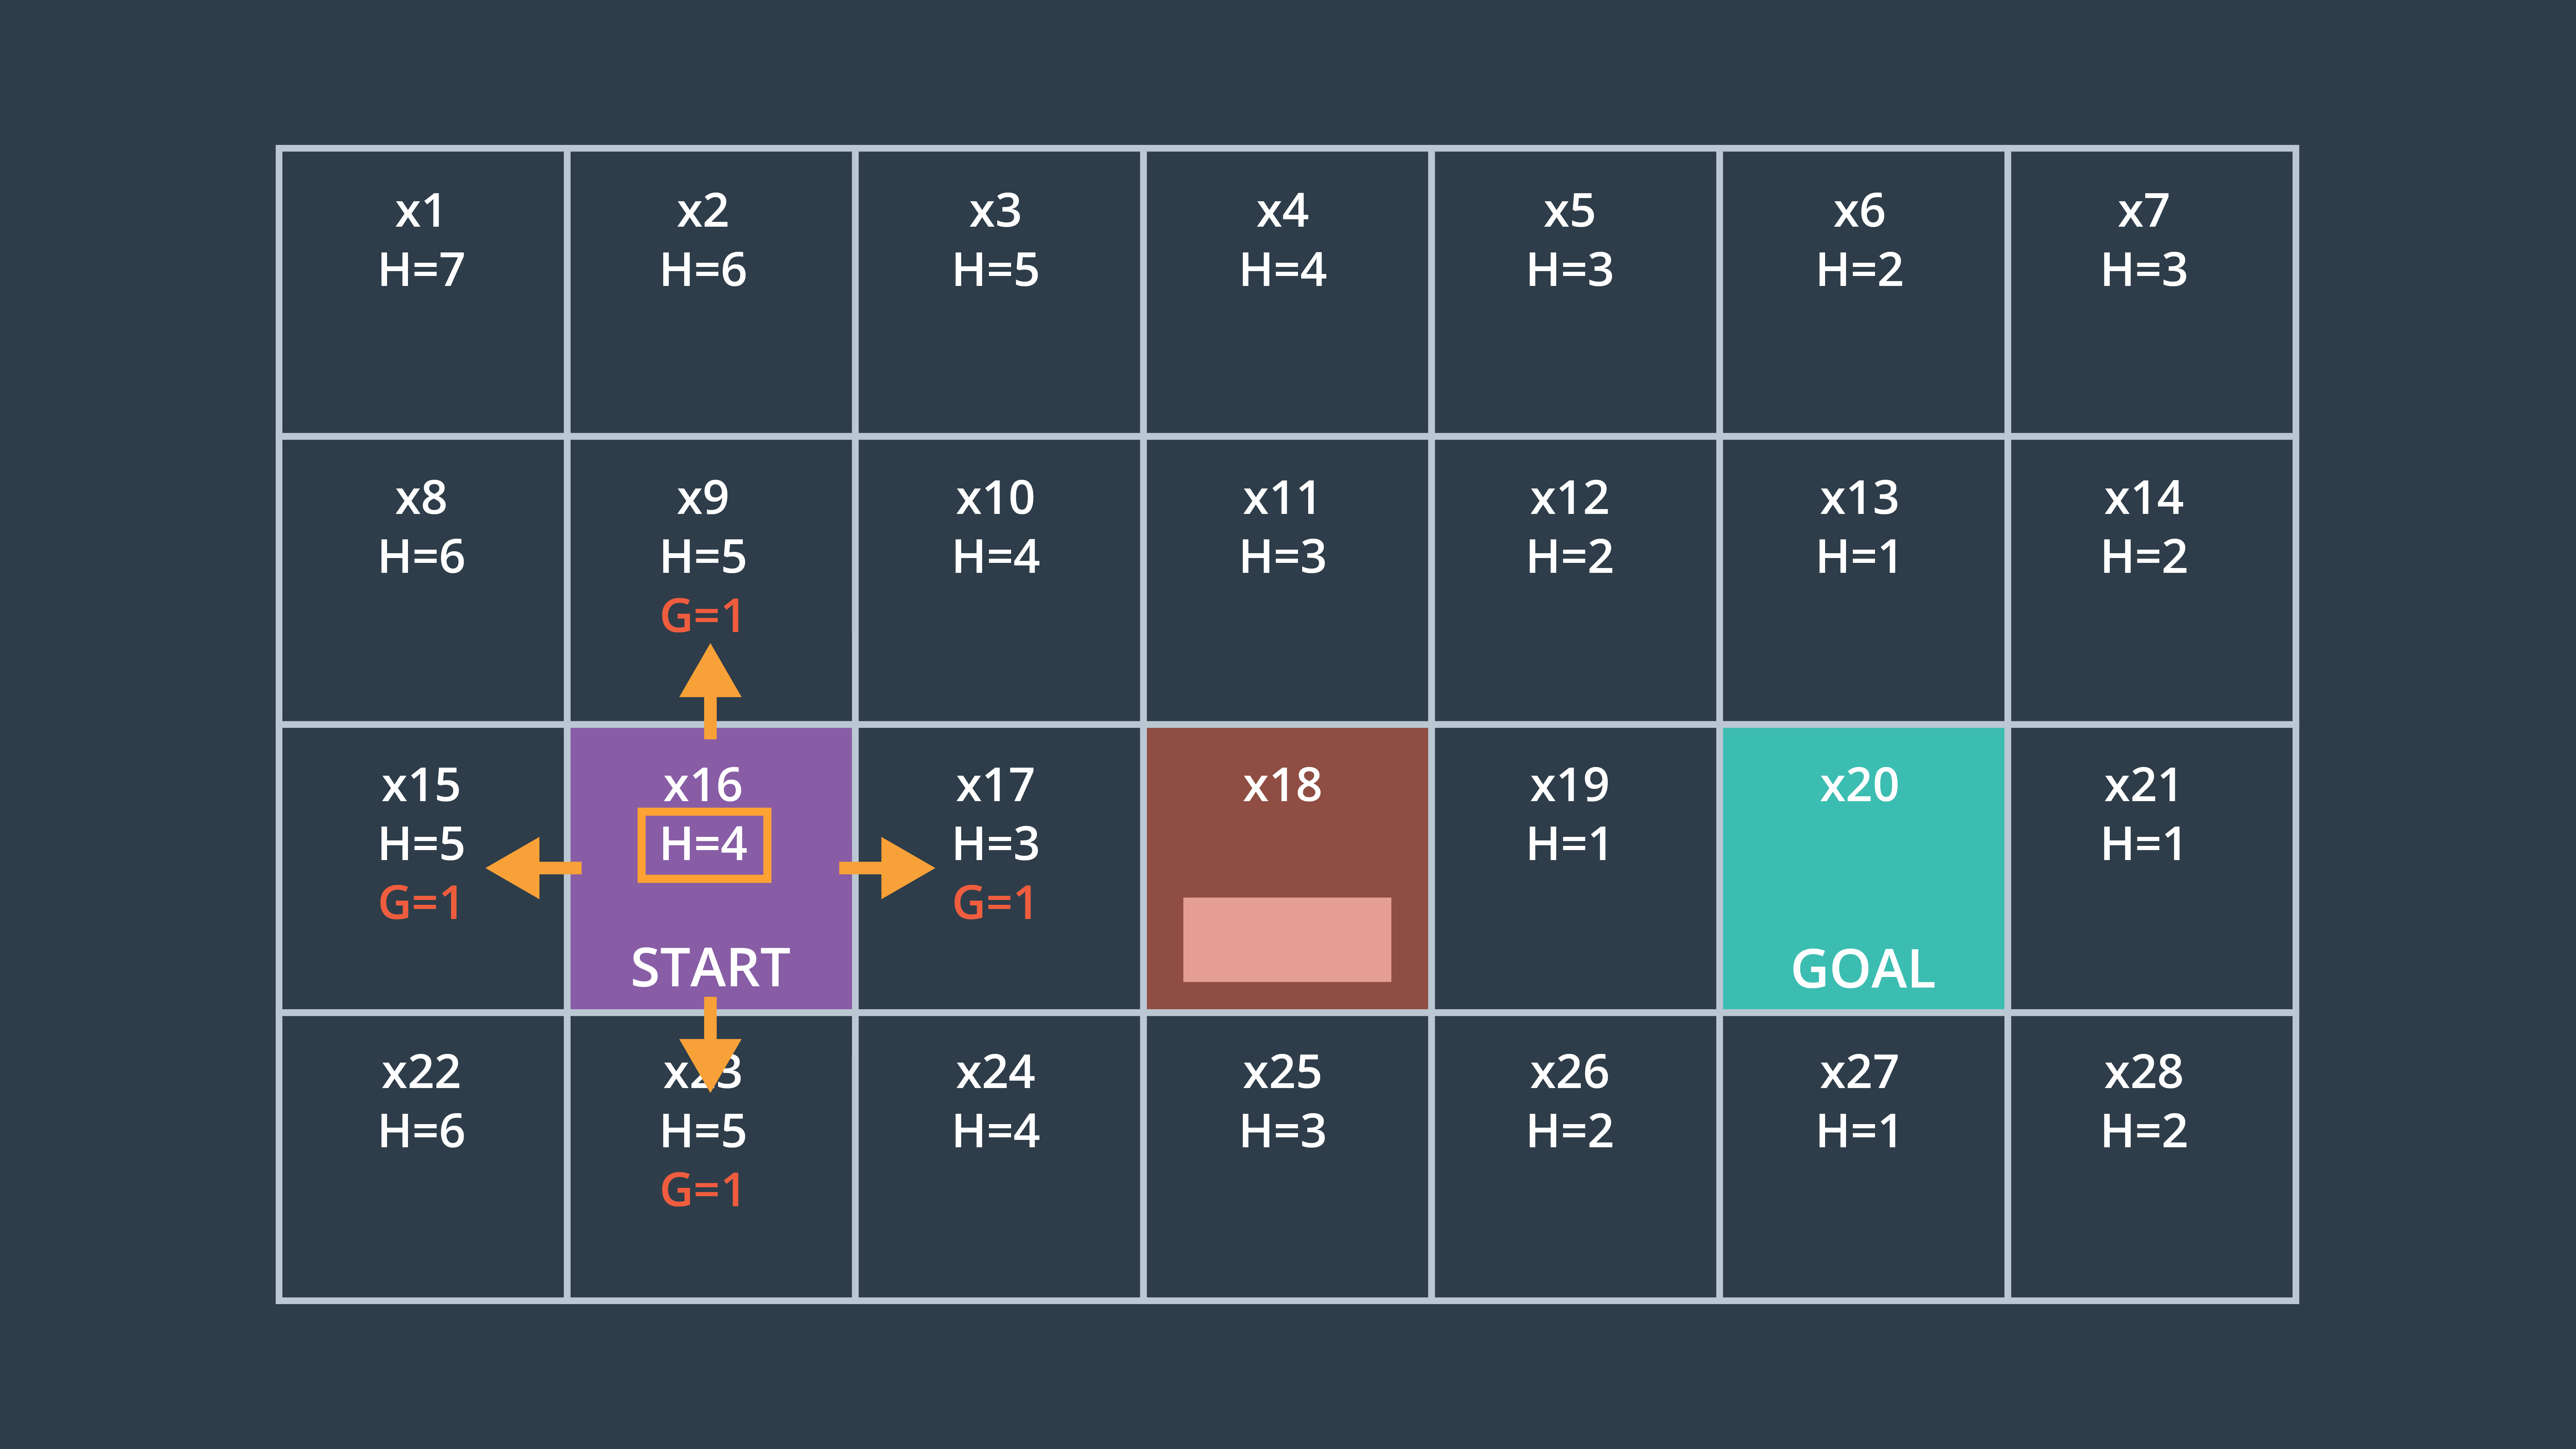 x1
H=7
x2
H=6
x3
H=5
x4
H=4
x5
H=3
x6
H=2
x7
H=3
x8
H=6
x9
H=5
G=1
x10
H=4
x11
H=3
x12
H=2
x13
H=1
x14
H=2
x15
H=5
G=1
x16
H=4
START
x17
H=3
G=1
x18
x19
H=1
x20
GOAL
x21
H=1
x22
H=6
x23
H=5
G=1
x24
H=4
x25
H=3
x26
H=2
x27
H=1
x28
H=2